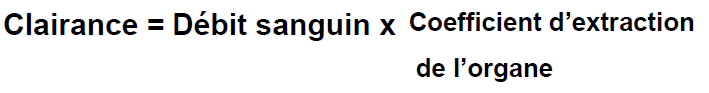 Clairance = Débit sanguin x Coefficient d’extraction
de l’organe